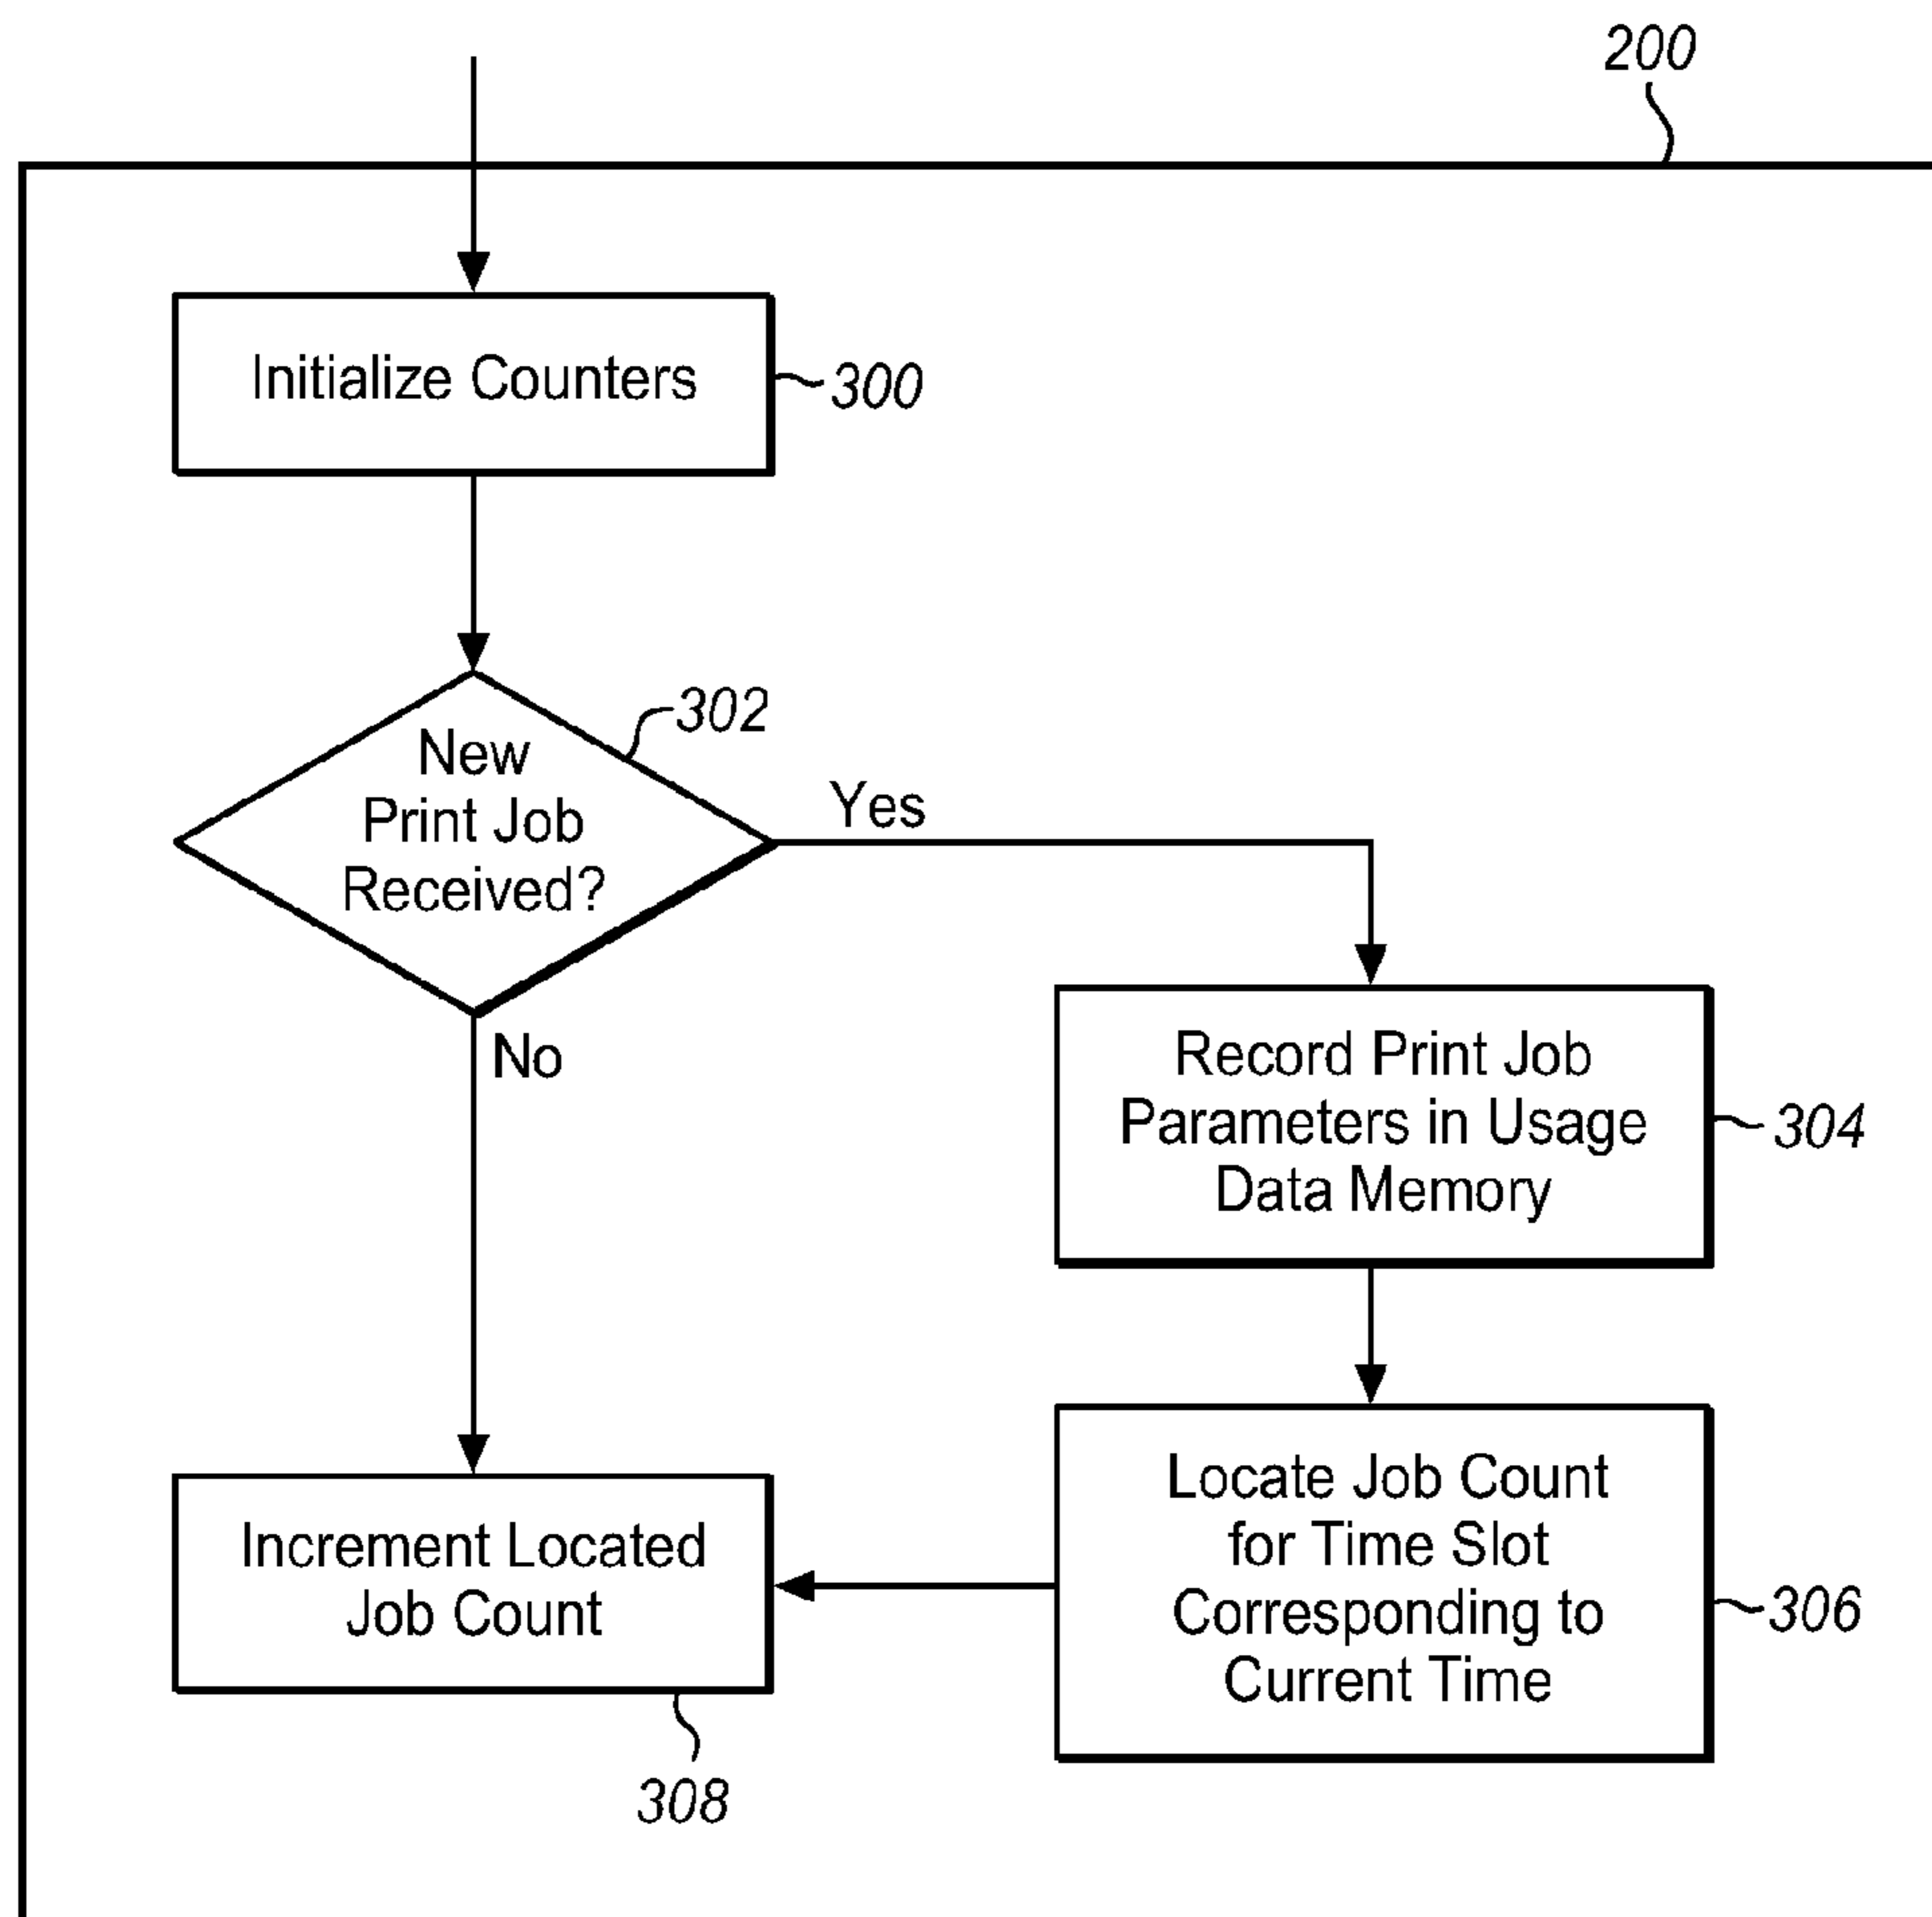 200
Initialize Counters
300
302
New
Print Job
Received?
Yes
No
Record Print Job
Parameters in Usage
Data Memory
304
Locate Job Count
for Time Slot
Corresponding to
Current Time
306
Increment Located
Job Count
308